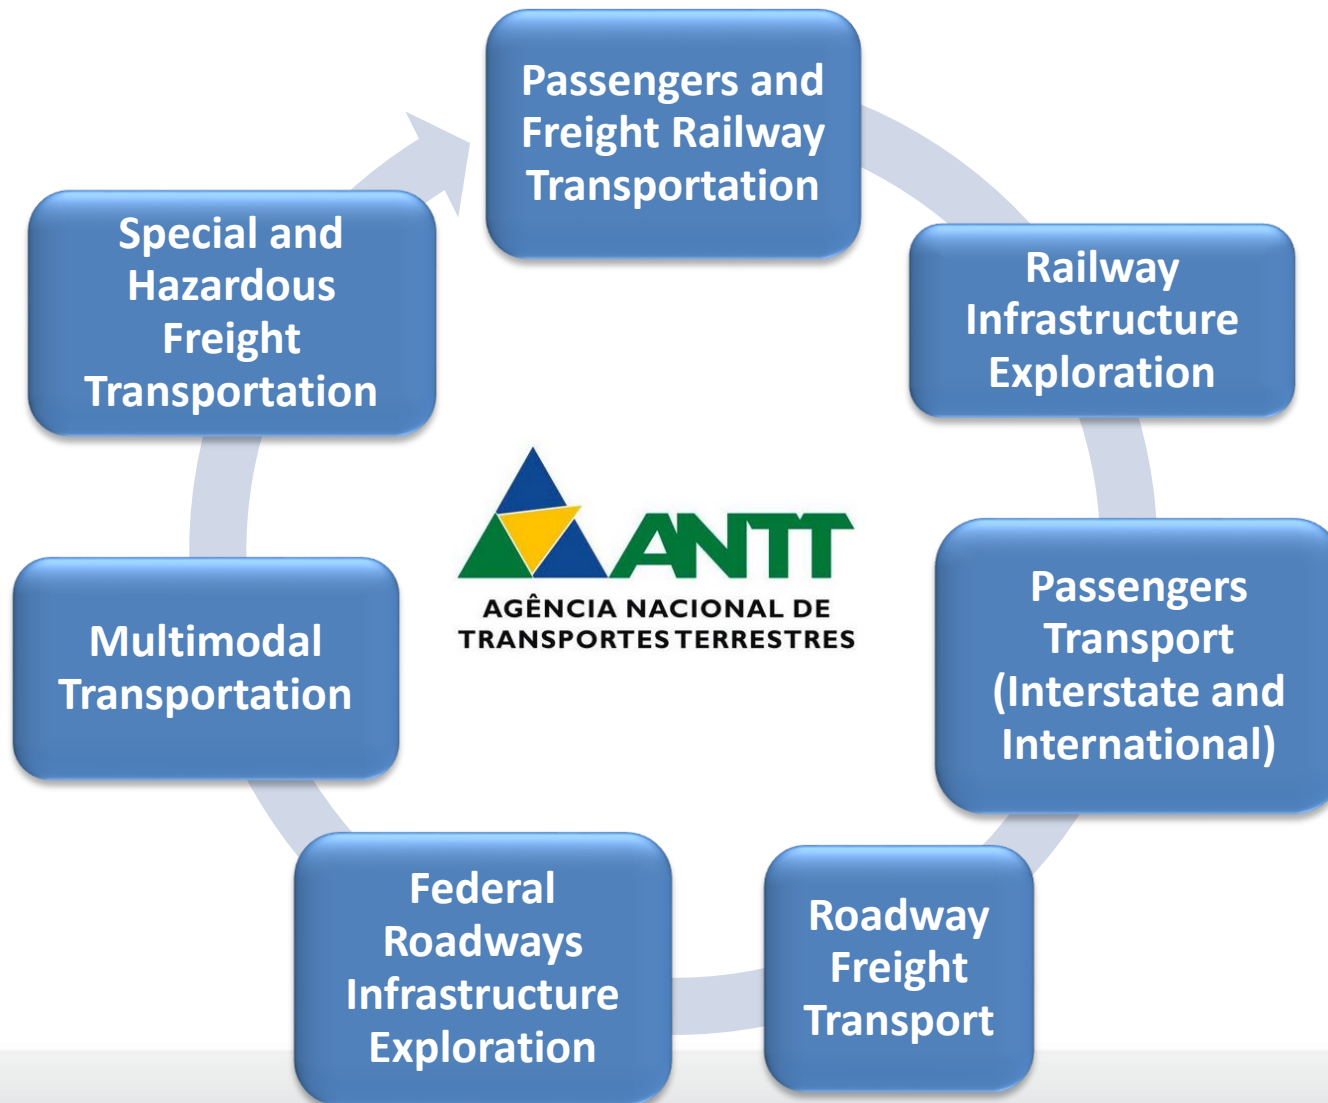 Passengers and
Freight Railway
Transportation
Railway
Infrastructure
Exploration
Passengers
Transport
(Interstate and
International)
Roadway
Freight
Transport
Federal
Roadways
Infrastructure
Exploration
Multimodal
Transportation
Special and
Hazardous
Freight
Transportation
ANTT
AGÊNCIA NACIONAL DE
TRANSPORTES TERRESTRES